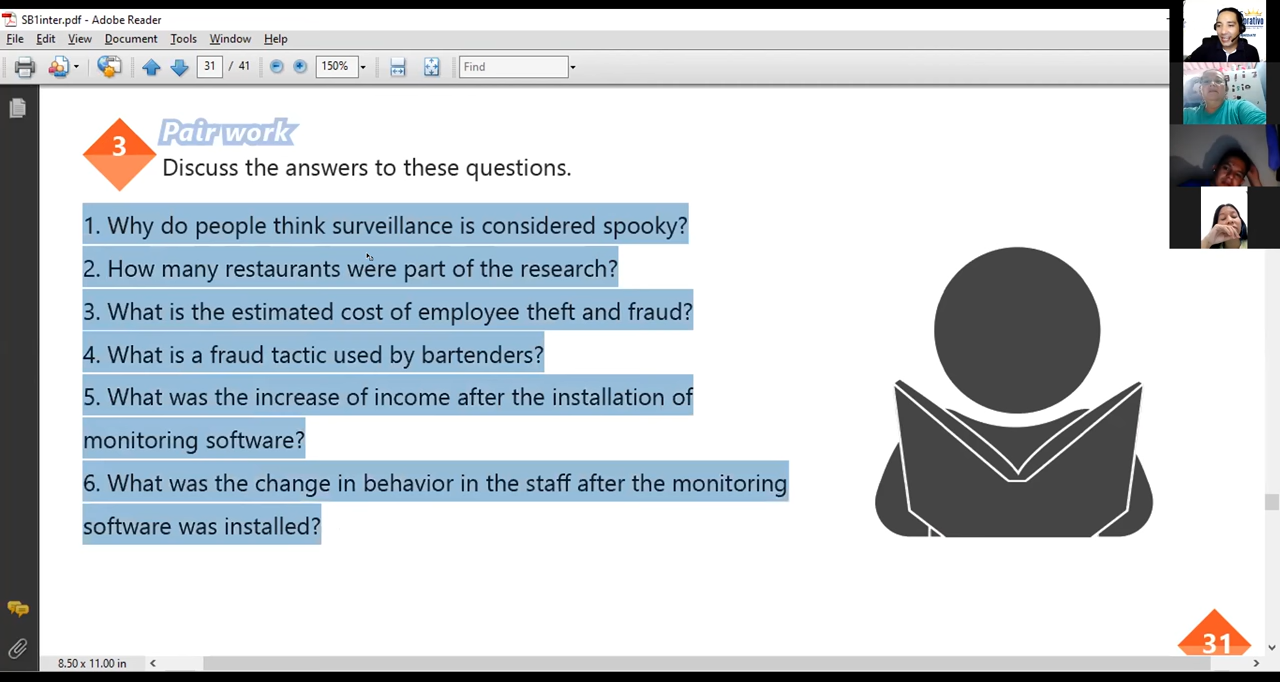 SB1inter.pdf - Adobe Reader
File Edit View Document Tools Window Help
31 / 41 150% Find
3
Pair work
Discuss the answers to these questions.
1. Why do people think surveillance is considered spooky?
2. How many restaurants were part of the research?
3. What is the estimated cost of employee theft and fraud?
4. What is a fraud tactic used by bartenders?
5. What was the increase of income after the installation of
monitoring software?
6. What was the change in behavior in the staff after the monitoring
software was installed?
31
8.50 x 11.00 in